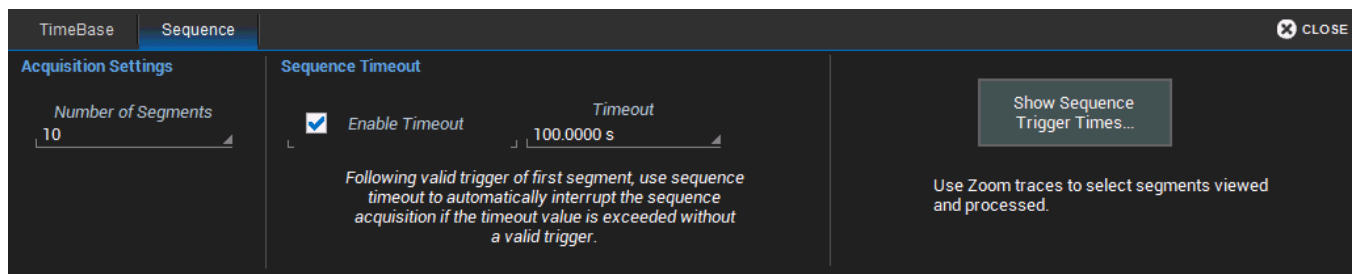 TimeBase
Sequence
CLOSE
Acquisition Settings
Number of Segments
10
Sequence Timeout
Enable Timeout
Timeout
100.0000 s
Following valid trigger of first segment, use sequence
timeout to automatically interrupt the sequence
acquisition if the timeout value is exceeded without
a valid trigger.
Show Sequence
Trigger Times...
Use Zoom traces to select segments viewed
and processed.